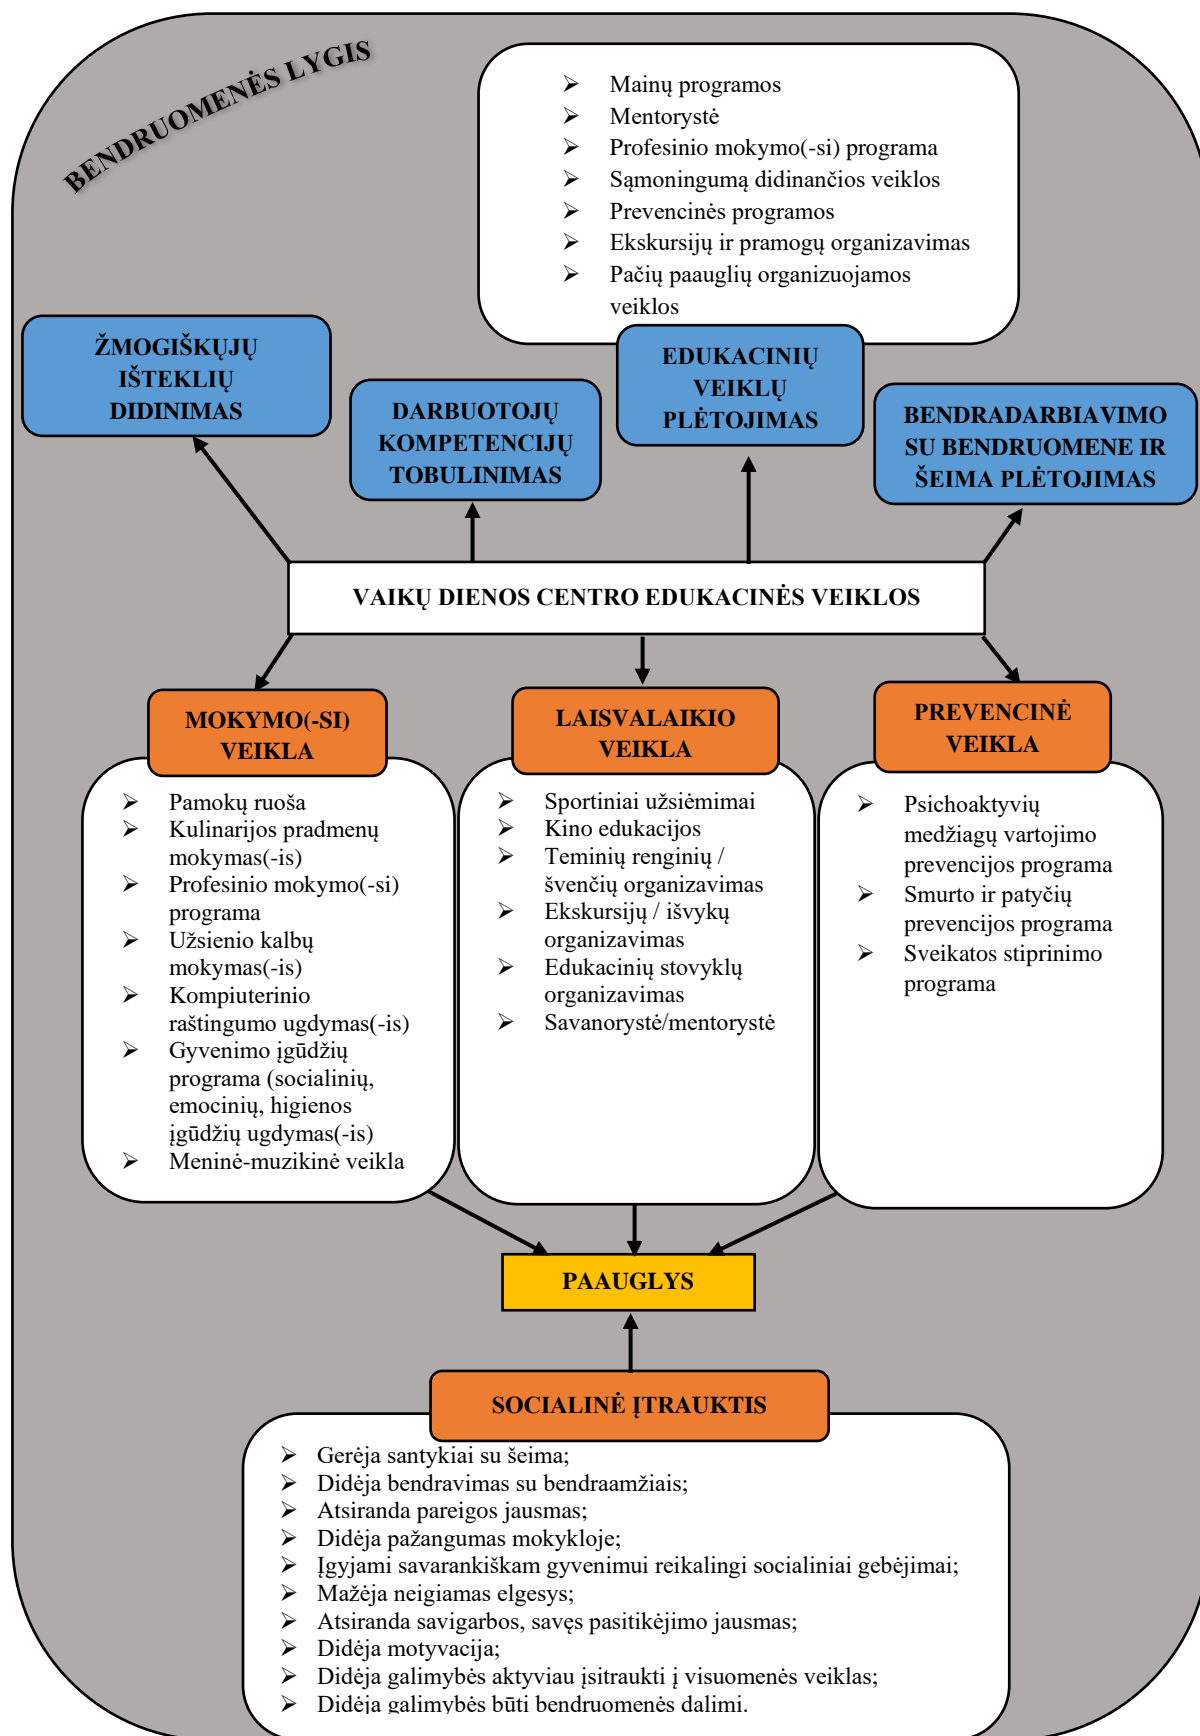 BENDRUOMENĖS LYGIS
➢ Mainų programos
➢ Mentorystė
➢ Profesinio mokymo(-si) programa
➢ Sąmoningumą didinančios veiklos
➢ Prevencinės programos
➢ Ekskursijų ir pramogų organizavimas
➢ Pačių paauglių organizuojamos
veiklos
ŽMOGIŠKŲJŲ
IŠTEKLIŲ
DIDINIMAS
DARBUOTOJŲ
KOMPETENCIJŲ
TOBULINIMAS
EDUKACINIŲ
VEIKLŲ
PLĖTOJIMAS
BENDRADARBIAVIMO
SU BENDRUOMENE IR
ŠEIMA PLĖTOJIMAS
VAIKŲ DIENOS CENTRO EDUKACINĖS VEIKLOS
MOKYMO(-SI)
VEIKLA
➢ Pamokų ruoša
➢ Kulinarijos pradmenų
mokymas(-is)
➢ Profesinio mokymo(-si)
programa
➢ Užsienio kalbų
mokymas(-is)
➢ Kompiuterinio
raštingumo ugdymas(-is)
➢ Gyvenimo įgūdžių
programa (socialinių,
emocinių, higienos
įgūdžių ugdymas(-is)
➢ Meninė-muzikinė veikla
LAISVALAIKIO
VEIKLA
➢ Sportiniai užsiėmimai
➢ Kino edukacijos
➢ Teminių renginių /
švenčių organizavimas
➢ Ekskursijų / išvykų
organizavimas
➢ Edukacinių stovyklų
organizavimas
➢ Savanorystė/mentorystė
PREVENCINĖ
VEIKLA
➢ Psichoaktyvių
medžiagų vartojimo
prevencijos programa
➢ Smurto ir patyčių
prevencijos programa
➢ Sveikatos stiprinimo
programa
PAAUGLYS
SOCIALINĖ ĮTRAUKTIS
➢ Gerėja santykiai su šeima;
➢ Didėja bendravimas su bendraamžiais;
➢ Atsiranda pareigos jausmas;
➢ Didėja pažangumas mokykloje;
➢ Įgyjami savarankiškam gyvenimui reikalingi socialiniai gebėjimai;
➢ Mažėja neigiamas elgesys;
➢ Atsiranda savigarbos, savęs pasitikėjimo jausmas;
➢ Didėja motyvacija;
➢ Didėja galimybės aktyviau įsitraukti į visuomenės veiklas;
➢ Didėja galimybės būti bendruomenės dalimi.